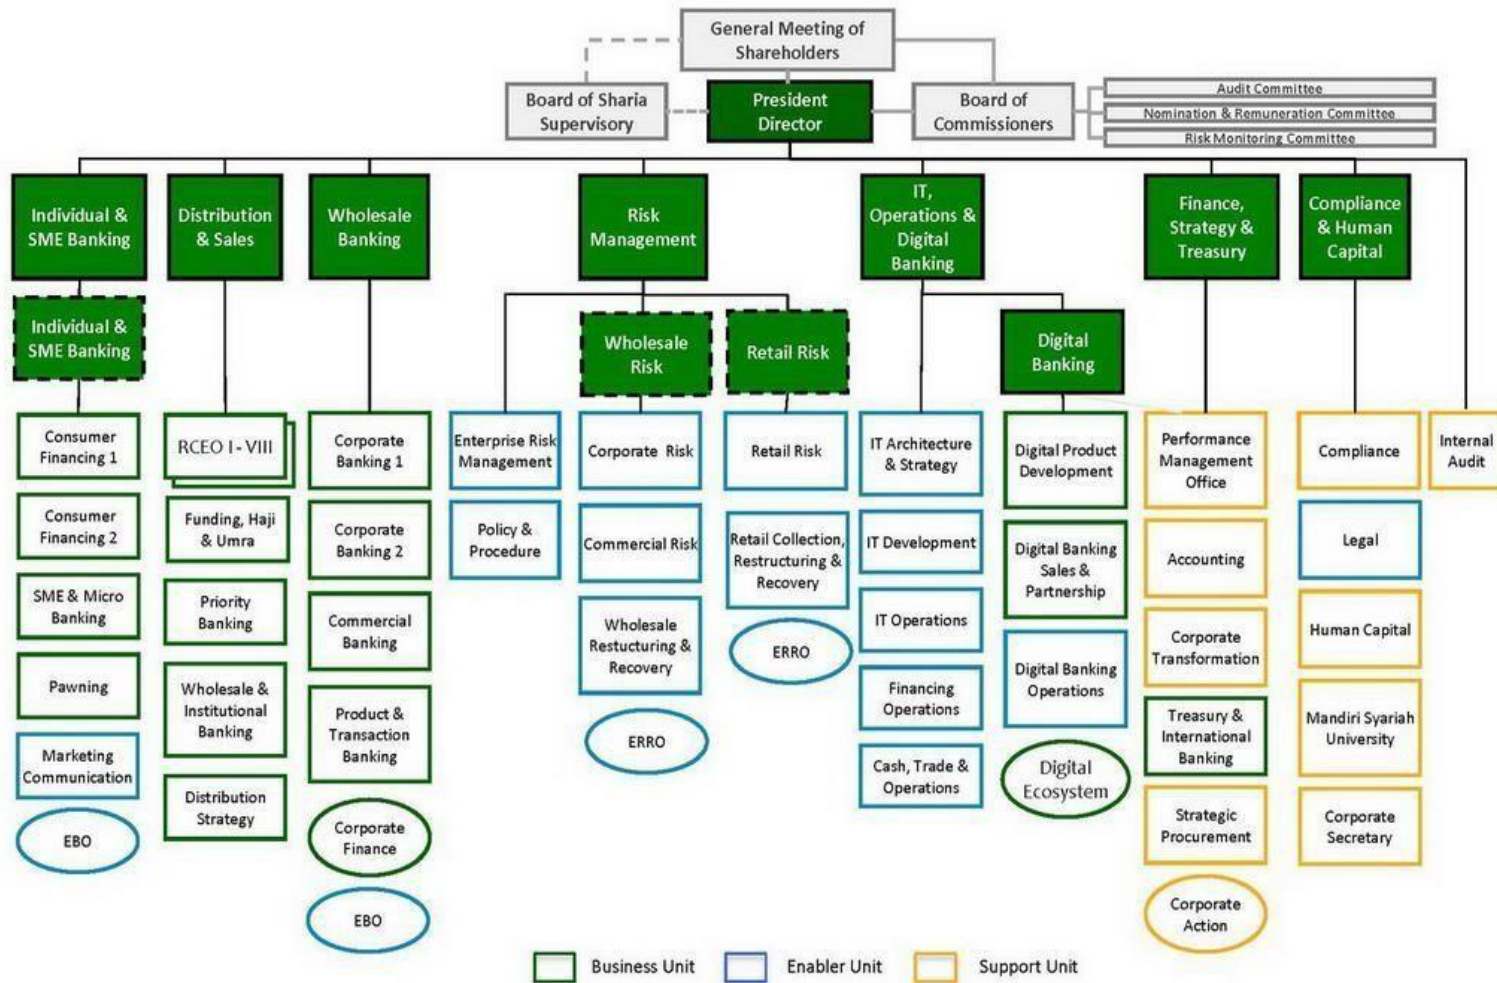 General Meeting of
Shareholders
Board of Sharia
Supervisory
President
Director
Board of
Commissioners
Audit Committee
Nomination & Remuneration Committee
Risk Monitoring Committee
Individual &
SME Banking
Distribution
& Sales
Wholesale
Banking
Risk
Management
IT,
Operations &
Digital
Banking
Finance,
Strategy &
Treasury
Compliance
& Human
Capital
Individual &
SME Banking
Wholesale
Risk
Retail Risk
Digital
Banking
Consumer
Financing 1
Consumer
Financing 2
SME & Micro
Banking
Pawning
Marketing
Communication
EBO
RCEO I - VIII
Funding, Haji
& Umra
Priority
Banking
Wholesale &
Institutional
Banking
Distribution
Strategy
Corporate
Banking 1
Corporate
Banking 2
Commercial
Banking
Product &
Transaction
Banking
Corporate
Finance
EBO
Enterprise Risk
Management
Policy &
Procedure
Corporate Risk
Commercial Risk
Wholesale
Restucturing &
Recovery
ERRO
Retail Risk
Retail Collection,
Restructuring &
Recovery
ERRO
IT Architecture
& Strategy
IT Development
IT Operations
Financing
Operations
Cash, Trade &
Operations
Digital Product
Development
Digital Banking
Sales &
Partnership
Digital Banking
Operations
Digital
Ecosystem
Performance
Management
Office
Accounting
Corporate
Transformation
Treasury &
International
Banking
Strategic
Procurement
Corporate
Action
Compliance
Legal
Human Capital
Mandiri Syariah
University
Corporate
Secretary
Internal
Audit
Business Unit
Enabler Unit
Support Unit